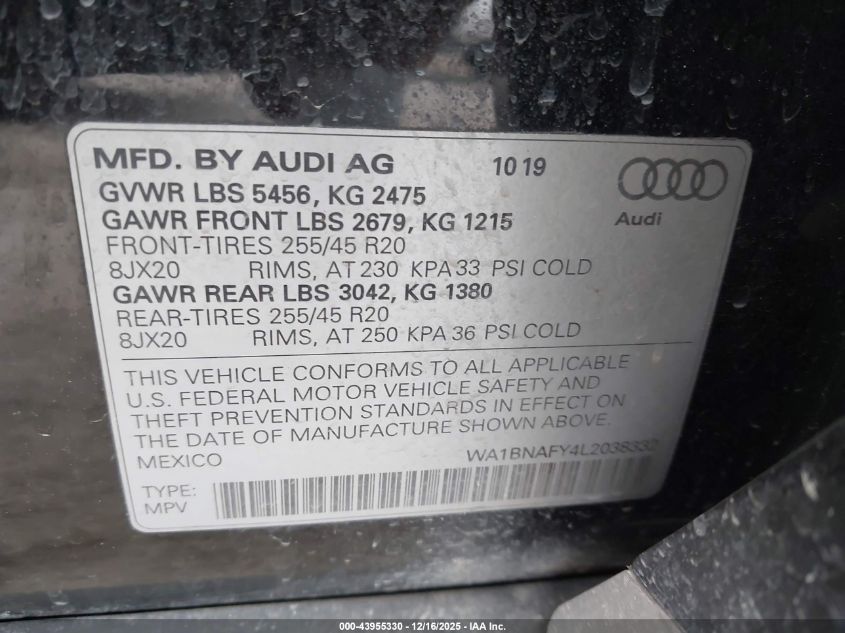 MFD. BY AUDI AG 10 19
GVWR LBS 5456, KG 2475
Audi
GAWR FRONT LBS 2679, KG 1215
FRONT-TIRES 255/45 R20
8JX20 RIMS, AT 230 KPA 33 PSI COLD
GAWR REAR LBS 3042, KG 1380
REAR-TIRES 255/45 R20
8JX20 RIMS, AT 250 KPA 36 PSI COLD
THIS VEHICLE CONFORMS TO ALL APPLICABLE
U.S. FEDERAL MOTOR VEHICLE SAFETY AND
THEFT PREVENTION STANDARDS IN EFFECT ON
THE DATE OF MANUFACTURE SHOWN ABOVE.
MEXICO WA1BNAFY4L2038332
TYPE:
MPV
000-43955330 - 12/16/2025 - IAA Inc.